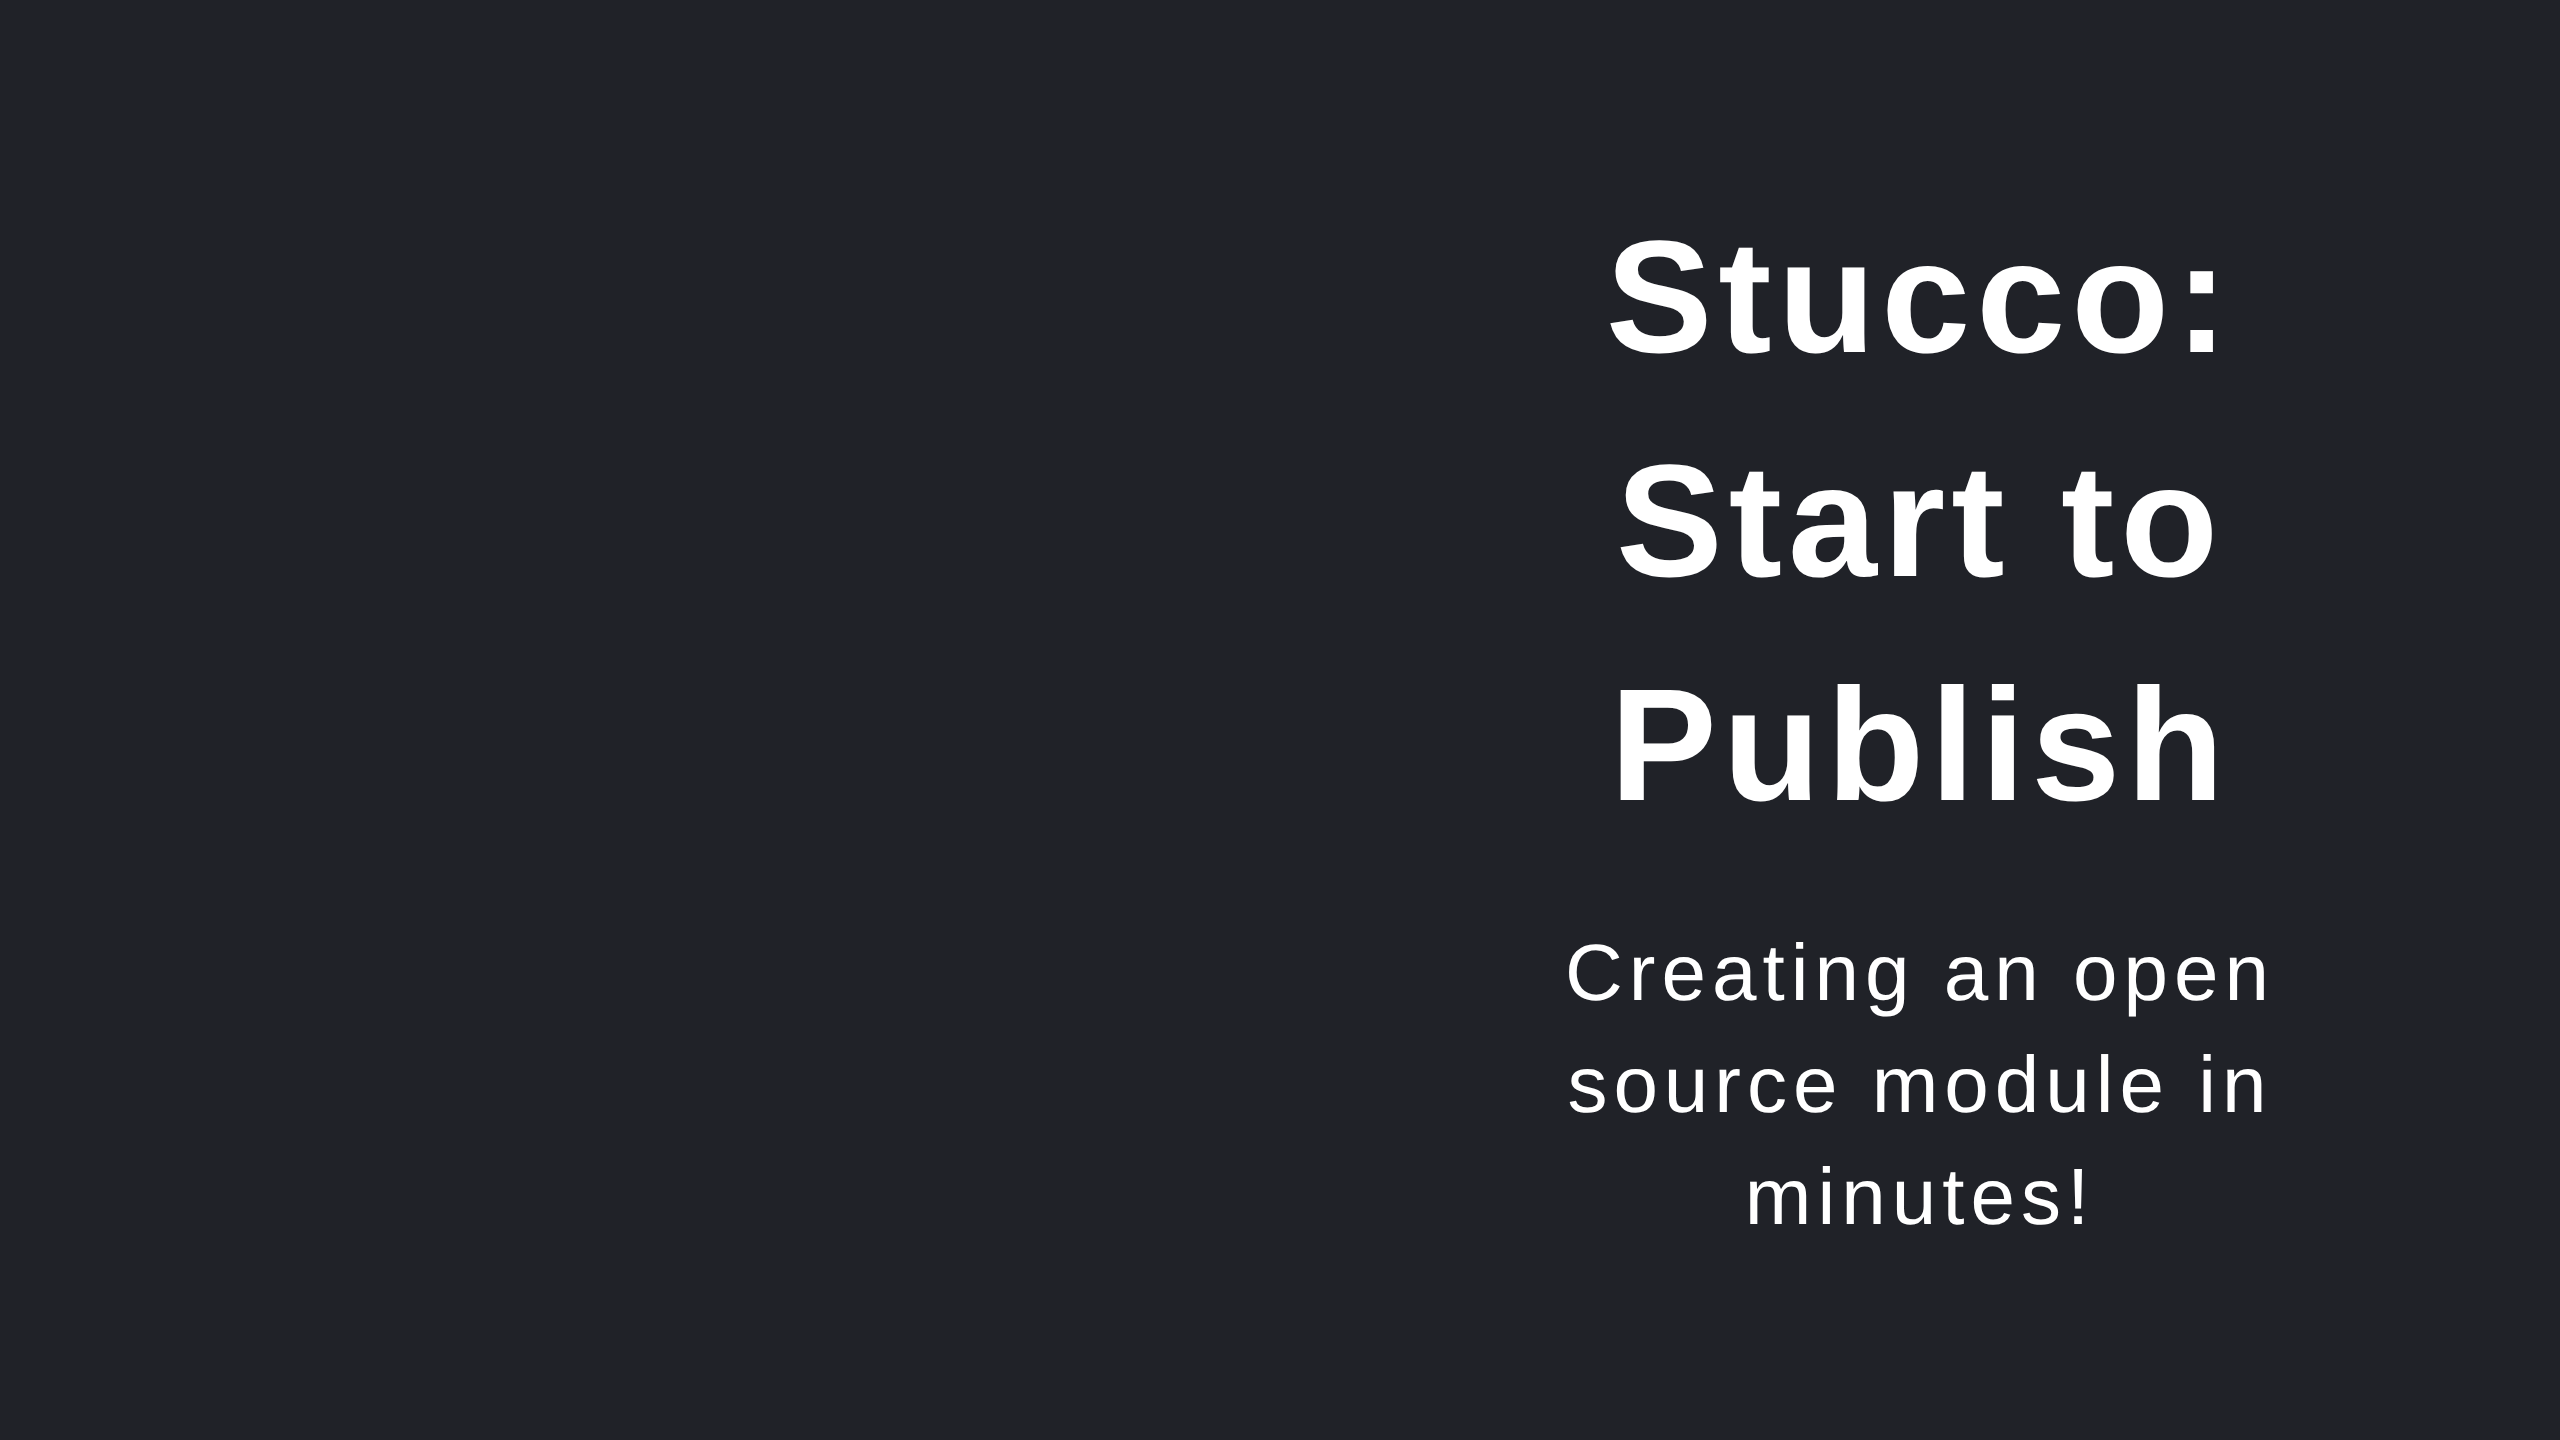 Stucco:
Start to
Publish
Creating an open
source module in
minutes!